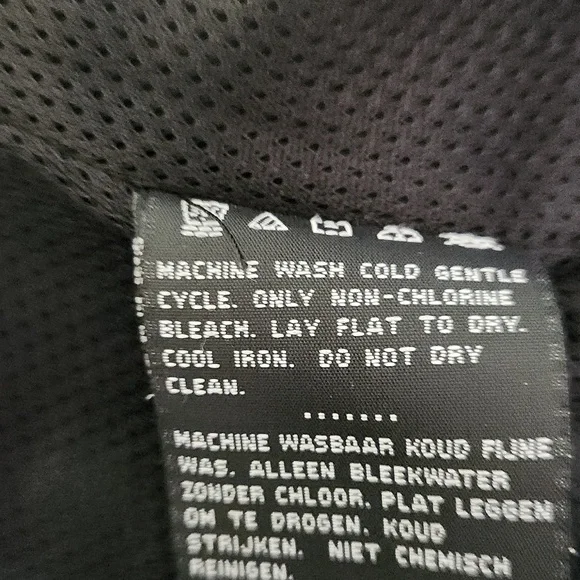 MACHINE WASH COLD GENTLE
CYCLE. ONLY NON-CHLORINE
BLEACH. LAY FLAT TO DRY.
COOL IRON. DO NOT DRY
CLEAN.
........
MACHINE WASBAAR KOUD FIJNE
WAS. ALLEEN BLEEKWATER
ZONDER CHLOOR. PLAT LEGGEN
OM TE DROGEN. KOUD
STRIJKEN. NIET CHEMISCH
REINIGEN.